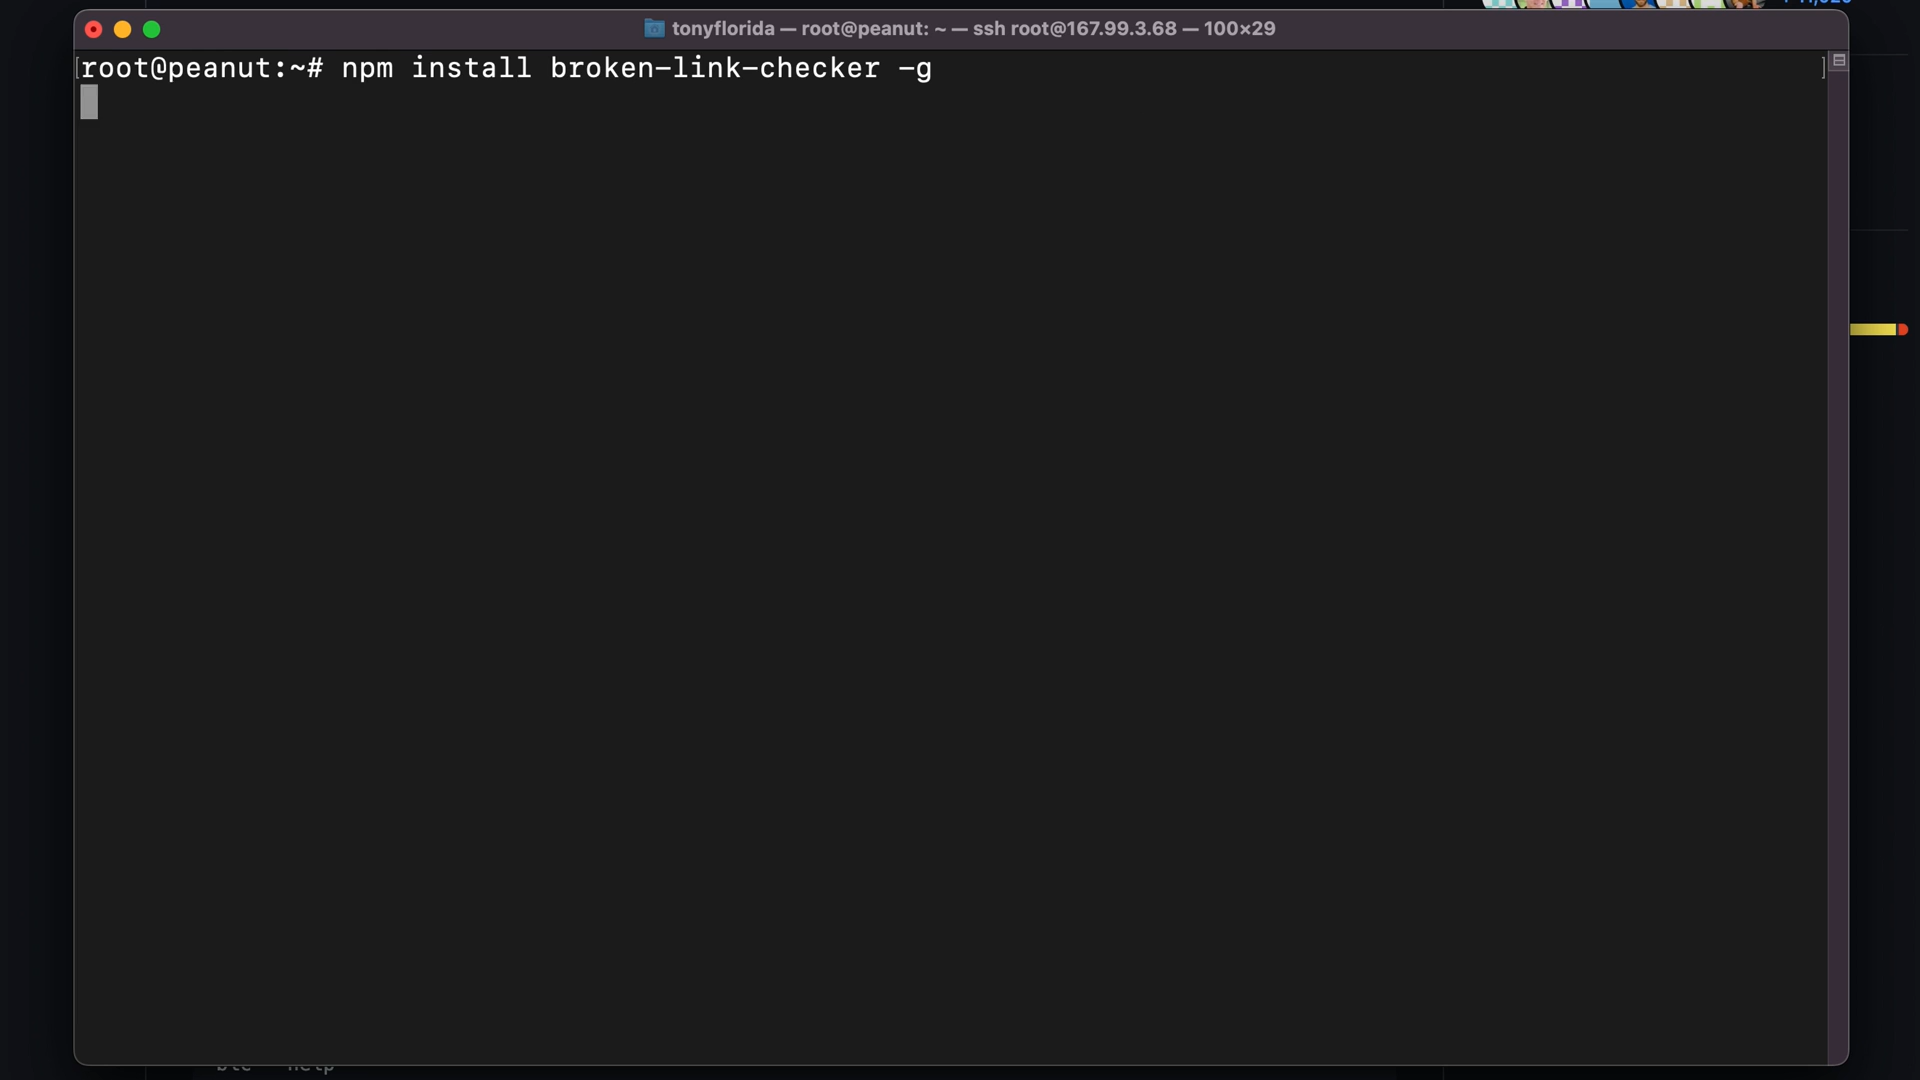 tonyflorida — root@peanut: ~ — ssh root@167.99.3.68 — 100×29
[root@peanut:~# npm install broken-link-checker -g ]